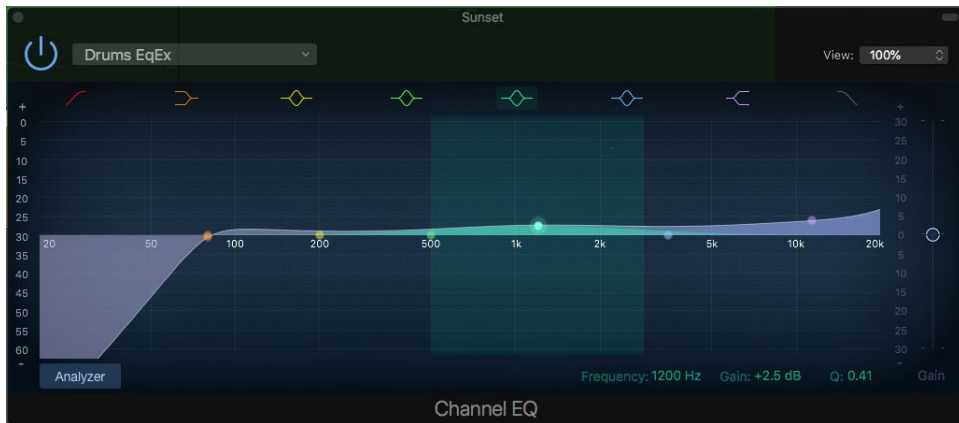 Sunset
Drums EqEx
View: 100%
+ +
0 30
5 25
10 20
15 15
20 10
25 5
30 20 50 100 200 500 1k 2k 5k 10k 20k 0
35 5
40 10
45 15
50 20
55 25
60 30
- -
Analyzer Frequency: 1200 Hz Gain: +2.5 dB Q: 0.41 Gain
Channel EQ